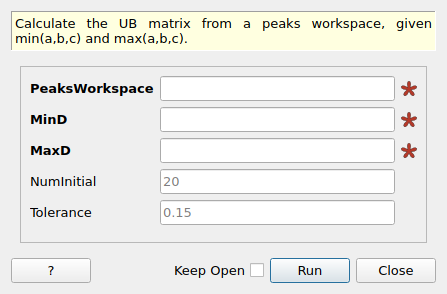 Calculate the UB matrix from a peaks workspace, given
min(a,b,c) and max(a,b,c).
PeaksWorkspace
MinD
MaxD
NumInitial 20
Tolerance 0.15
? Keep Open Run Close